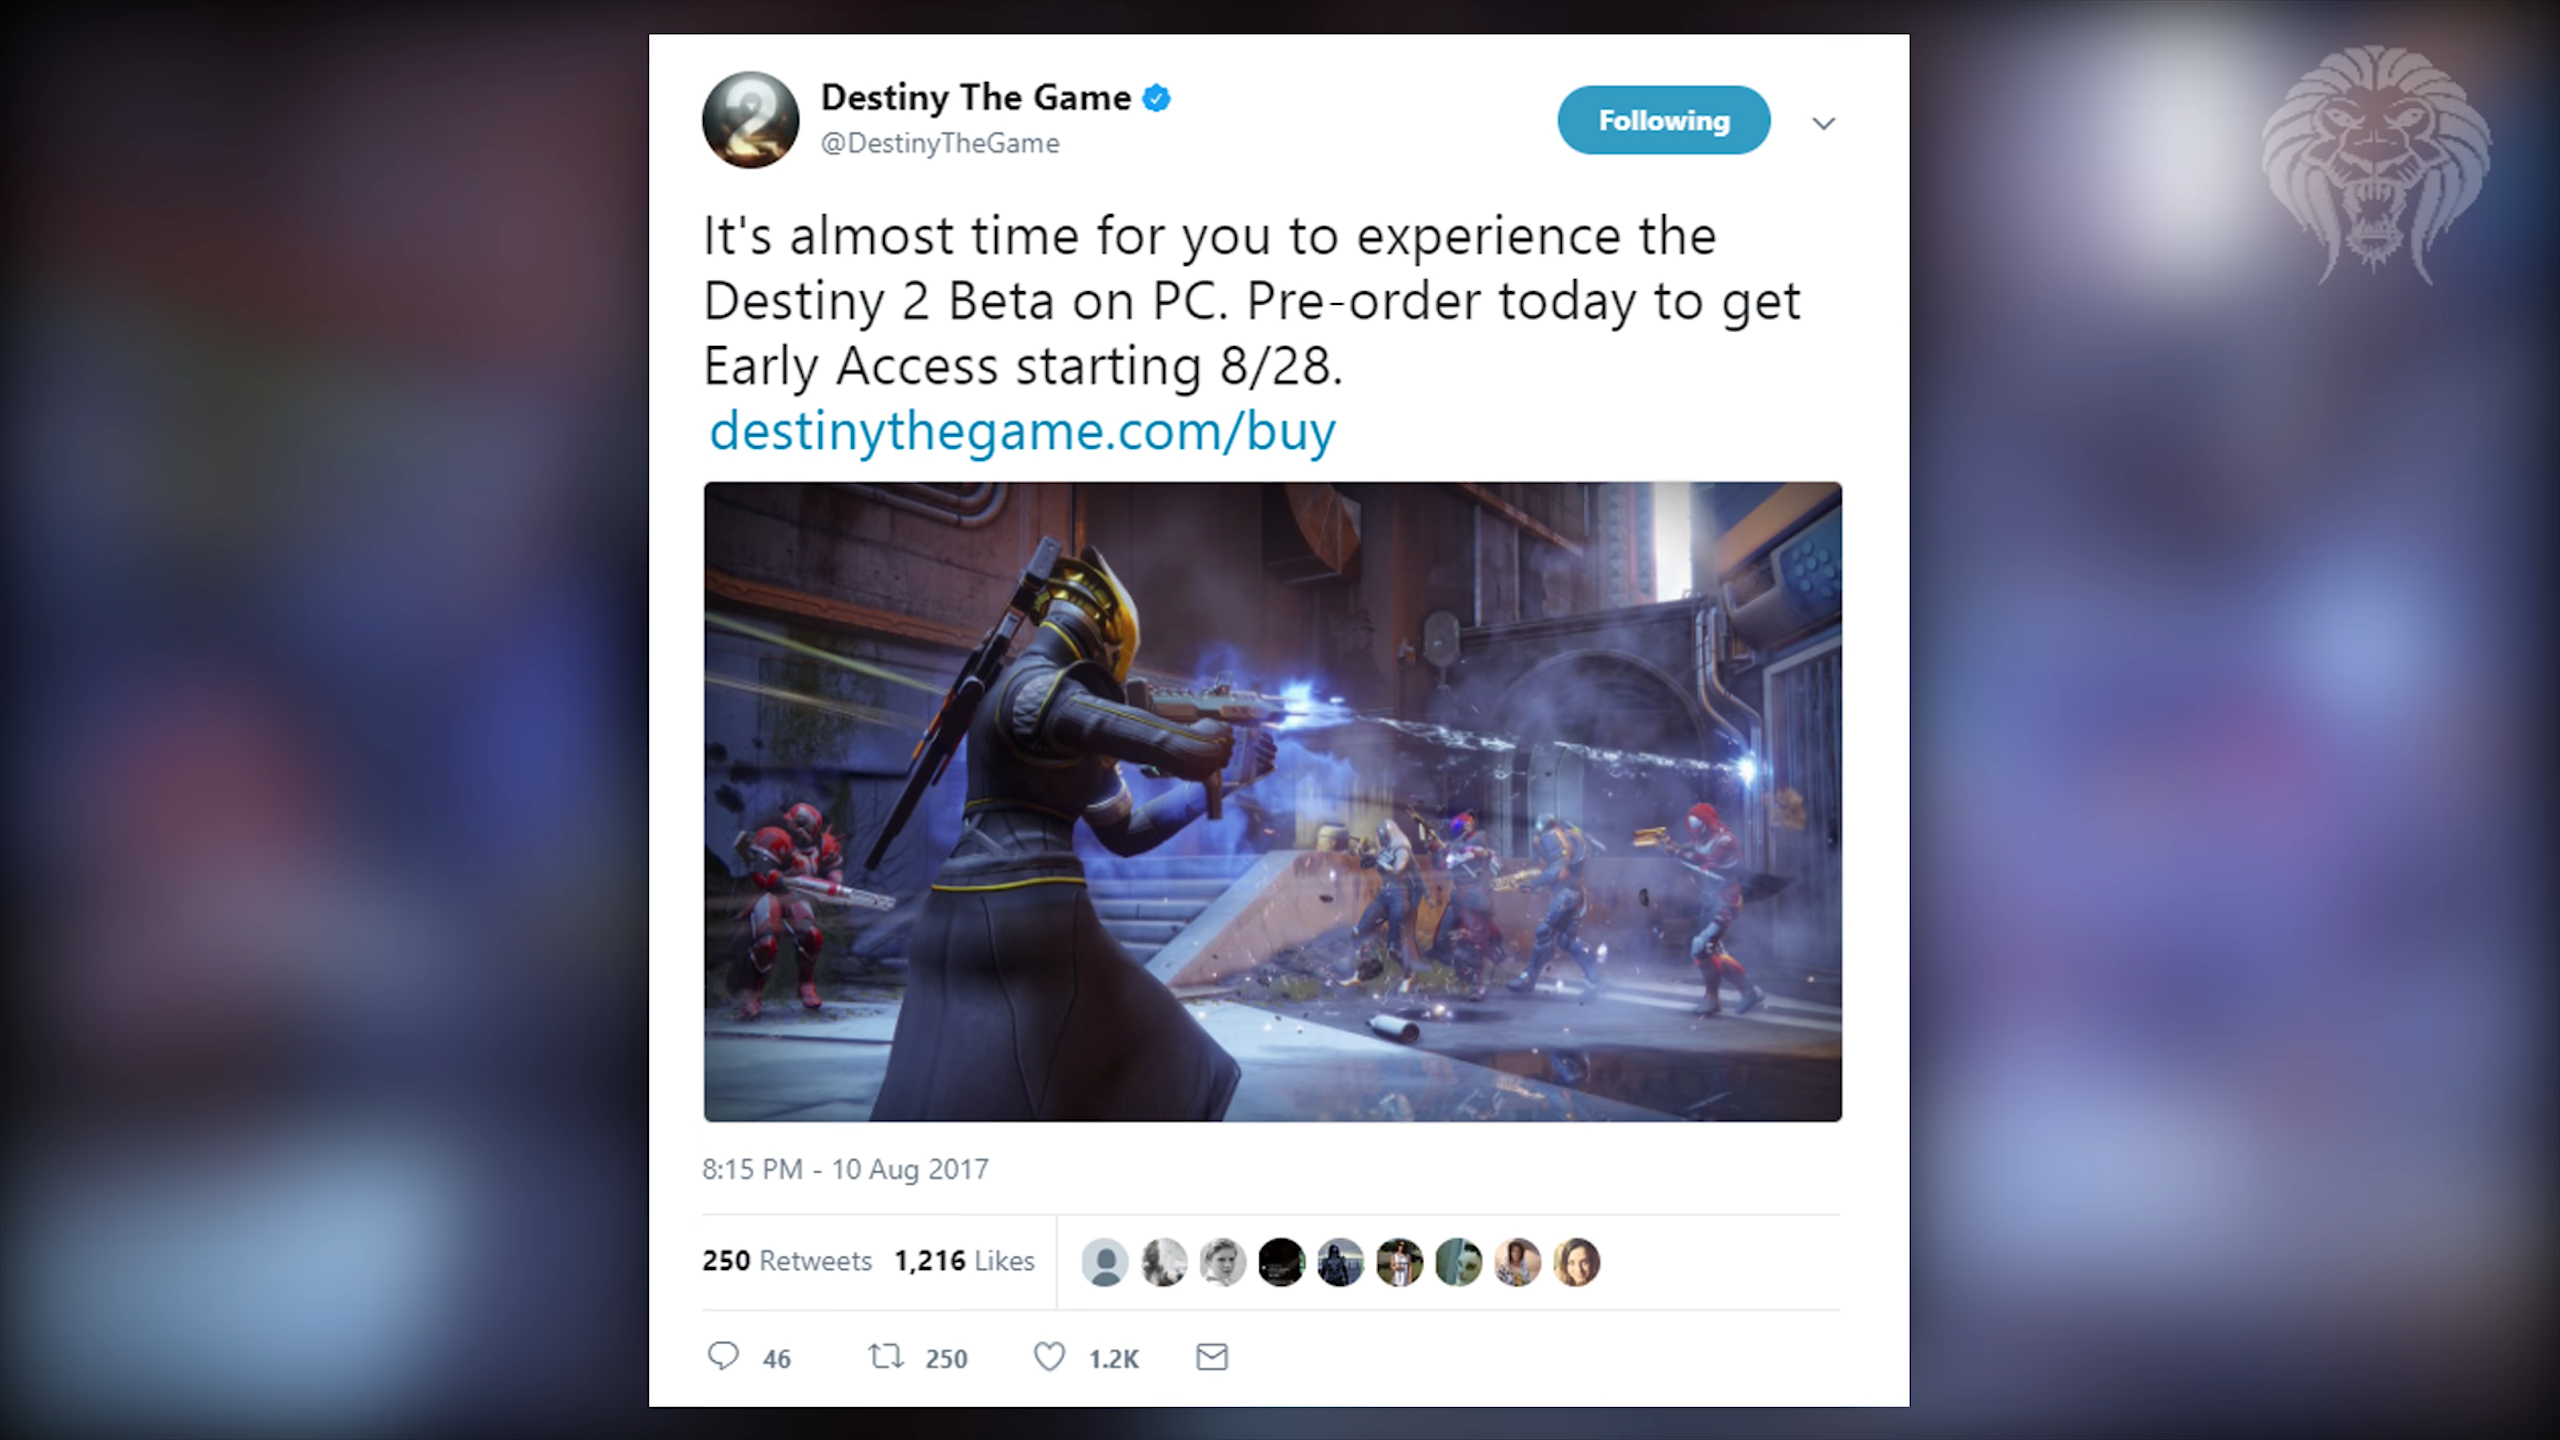 Destiny The Game
@DestinyTheGame
Following
It's almost time for you to experience the
Destiny 2 Beta on PC. Pre-order today to get
Early Access starting 8/28.
destinythegame.com/buy
8:15 PM - 10 Aug 2017
250 Retweets 1,216 Likes
46 250 1.2K